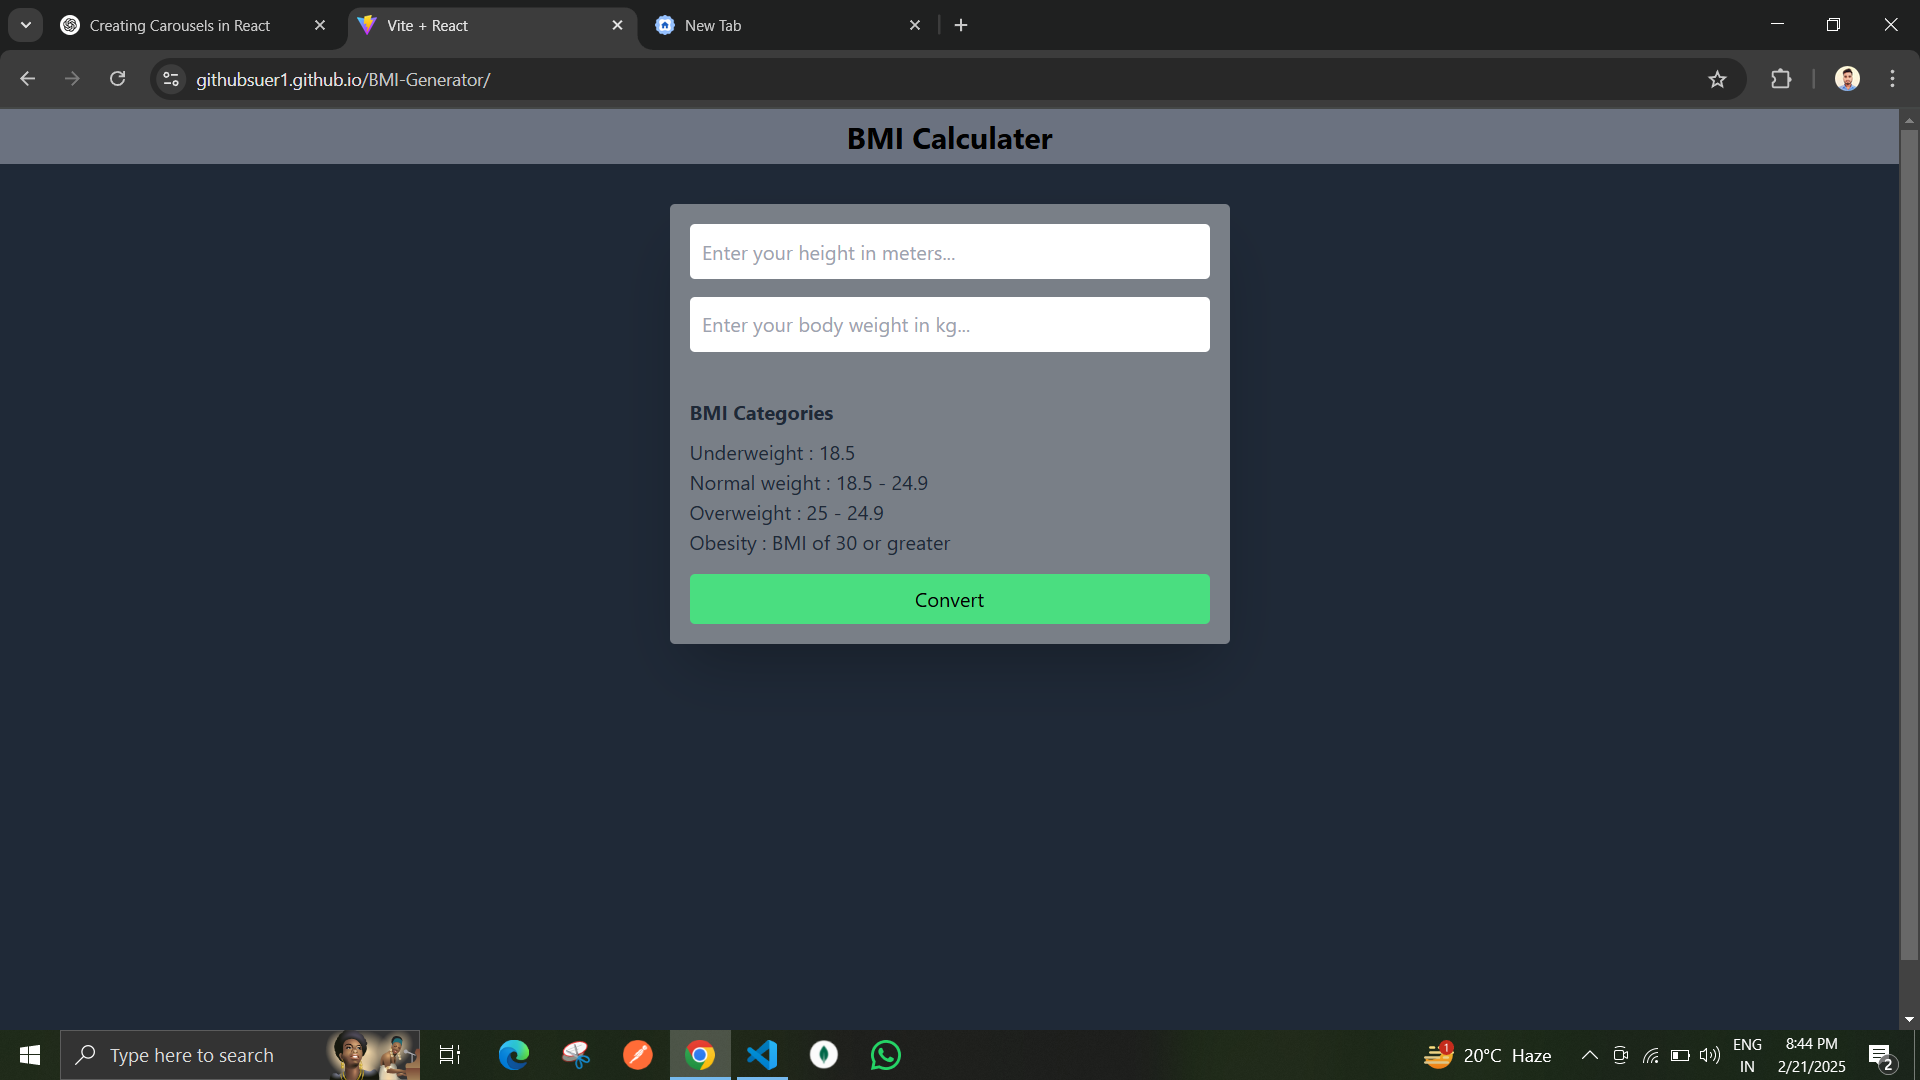 Creating Carousels in React
Vite + React
New Tab
githubsuer1.github.io/BMI-Generator/
BMI Calculater
Enter your height in meters...
Enter your body weight in kg...
BMI Categories
Underweight : 18.5
Normal weight : 18.5 - 24.9
Overweight : 25 - 24.9
Obesity : BMI of 30 or greater
Convert
Type here to search
1
20°C Haze
ENG
IN
8:44 PM
2/21/2025
2